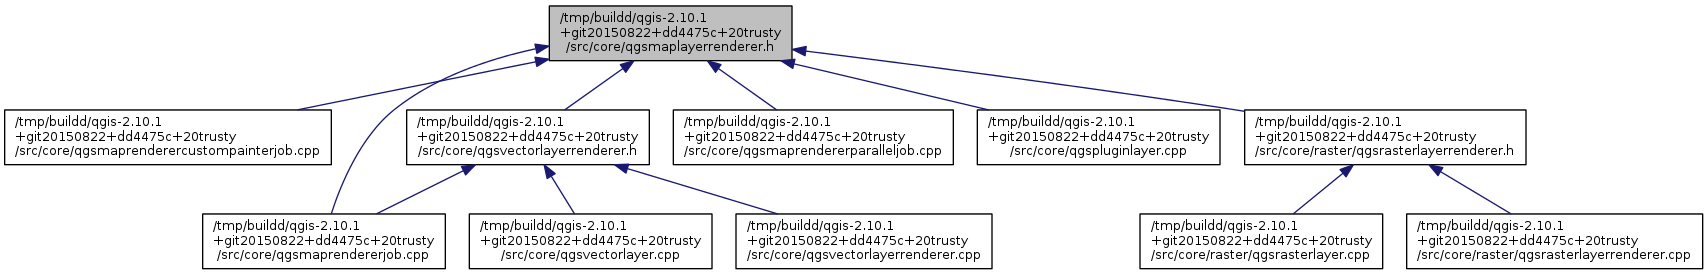 /tmp/buildd/qgis-2.10.1
+git20150822+dd4475c+20trusty
/src/core/qgsmaplayerrenderer.h
/tmp/buildd/qgis-2.10.1
+git20150822+dd4475c+20trusty
/src/core/qgsmaprenderercustompainterjob.cpp
/tmp/buildd/qgis-2.10.1
+git20150822+dd4475c+20trusty
/src/core/qgsvectorlayerrenderer.h
/tmp/buildd/qgis-2.10.1
+git20150822+dd4475c+20trusty
/src/core/qgsmaprendererparalleljob.cpp
/tmp/buildd/qgis-2.10.1
+git20150822+dd4475c+20trusty
/src/core/qgspluginlayer.cpp
/tmp/buildd/qgis-2.10.1
+git20150822+dd4475c+20trusty
/src/core/raster/qgsrasterlayerrenderer.h
/tmp/buildd/qgis-2.10.1
+git20150822+dd4475c+20trusty
/src/core/qgsmaprendererjob.cpp
/tmp/buildd/qgis-2.10.1
+git20150822+dd4475c+20trusty
/src/core/qgsvectorlayer.cpp
/tmp/buildd/qgis-2.10.1
+git20150822+dd4475c+20trusty
/src/core/qgsvectorlayerrenderer.cpp
/tmp/buildd/qgis-2.10.1
+git20150822+dd4475c+20trusty
/src/core/raster/qgsrasterlayer.cpp
/tmp/buildd/qgis-2.10.1
+git20150822+dd4475c+20trusty
/src/core/raster/qgsrasterlayerrenderer.cpp